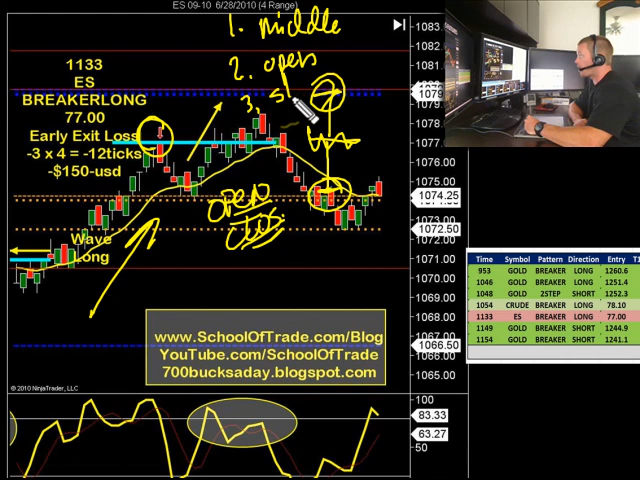 ES 09-10 6/28/2010 (4 Range)
1. middle
2. open
3. s
1133
ES
BREAKERLONG
77.00
Early Exit Loss
-3 x 4 = -12ticks
-$150-usd
OPEN
Wave
Long
www.SchoolOfTrade.com/Blog
YouTube.com/SchoolOfTrade
700bucksaday.blogspot.com
© 2010 NinjaTrader, LLC
1083.
1082.
1081.
1080.
1079
1078.
1077.
1076.00
1075.00
1074.25
1072.50
1071.00
1070.00
1069.00
1068.00
1067.00
1066.50
1065.00
100
83.33
63.27
50
Time Symbol Pattern Direction Entry T1
953 GOLD BREAKER LONG 1260.6
1046 GOLD BREAKER LONG 1251.4
1048 GOLD 2STEP SHORT 1252.3
1054 CRUDE BREAKER LONG 78.10
1133 ES BREAKER LONG 77.00
1149 GOLD BREAKER SHORT 1244.9
1154 GOLD BREAKER SHORT 1241.1